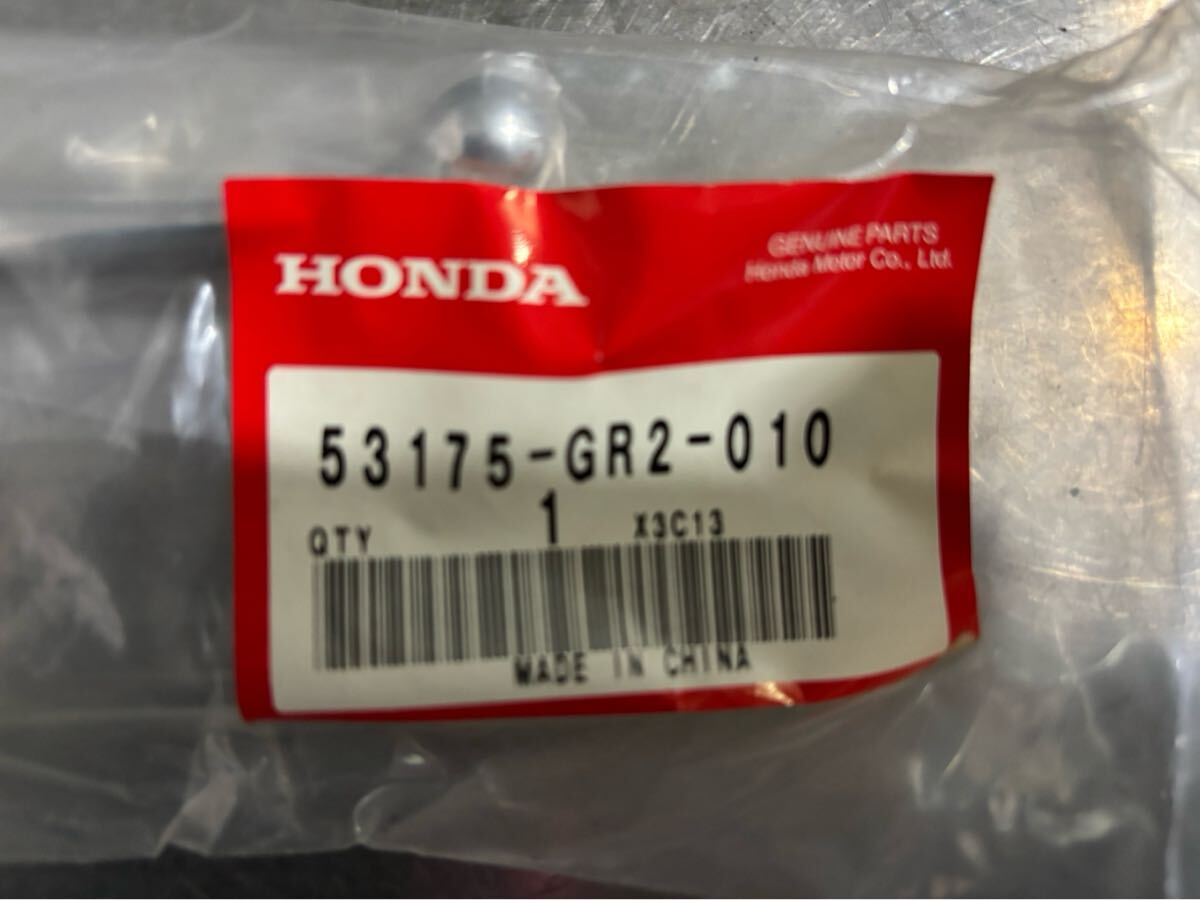 HONDA
GENUINE PARTS
Honda Motor Co., Ltd.
53175-GR2-010
QTY 1 X3C13
MADE IN CHINA